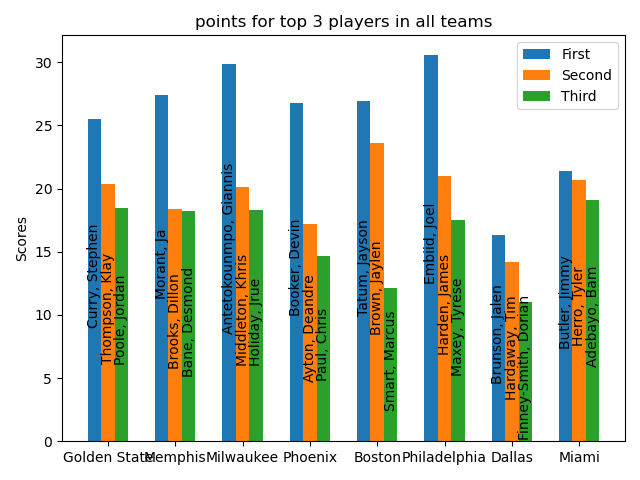 points for top 3 players in all teams
First
Second
Third
Scores
30
25
20
15
10
5
0
Curry, Stephen
Thompson, Klay
Poole, Jordan
Morant, Ja
Brooks, Dillon
Bane, Desmond
Antetokounmpo, Giannis
Middleton, Khris
Holiday, Jrue
Booker, Devin
Ayton, Deandre
Paul, Chris
Tatum, Jayson
Brown, Jaylen
Smart, Marcus
Embiid, Joel
Harden, James
Maxey, Tyrese
Brunson, Jalen
Hardaway, Tim
Finney-Smith, Dorian
Butler, Jimmy
Herro, Tyler
Adebayo, Bam
Golden State
Memphis
Milwaukee
Phoenix
Boston
Philadelphia
Dallas
Miami